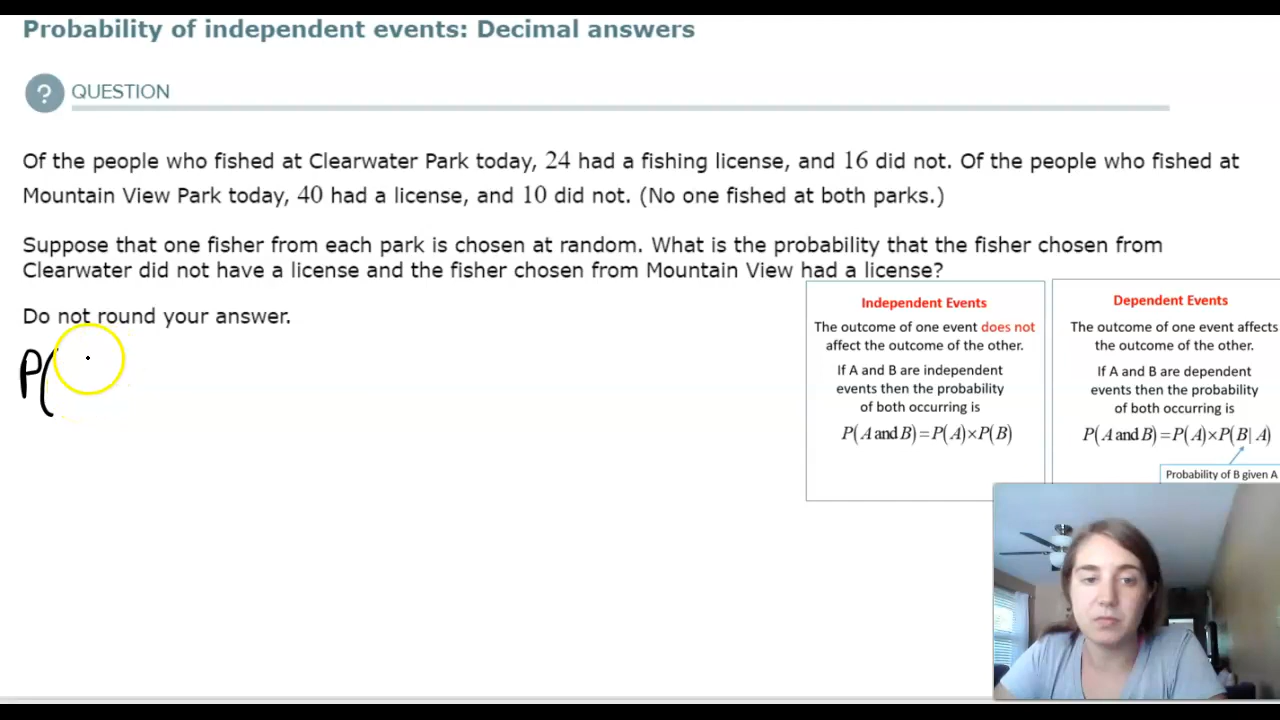 Probability of independent events: Decimal answers
? QUESTION
Of the people who fished at Clearwater Park today, 24 had a fishing license, and 16 did not. Of the people who fished at
Mountain View Park today, 40 had a license, and 10 did not. (No one fished at both parks.)
Suppose that one fisher from each park is chosen at random. What is the probability that the fisher chosen from
Clearwater did not have a license and the fisher chosen from Mountain View had a license?
Do not round your answer.
P(
Independent Events
The outcome of one event does not
affect the outcome of the other.
If A and B are independent
events then the probability
of both occurring is
P(A and B)=P(A)×P(B)
Dependent Events
The outcome of one event affects
the outcome of the other.
If A and B are dependent
events then the probability
of both occurring is
P(A and B)=P(A)×P(B|A)
Probability of B given A